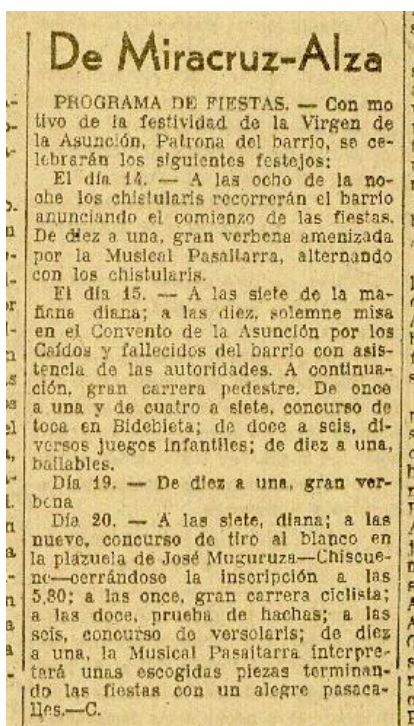 De Miracruz-Alza
PROGRAMA DE FIESTAS. — Con mo
tivo de la festividad de la Virgen de
la Asunción, Patrona del barrio, se ce-
lebrarán los siguientes festejos:
El día 14. — A las ocho de la no-
che los chistularis recorrerán el barrio
anunciando el comienzo de las fiestas.
De diez a una, gran verbena amenizada
por la Musical Pasaitarra, alternando
con los chistularis.
El día 15. — A las siete de la ma-
ñana diana; a las diez, solemne misa
en el Convento de la Asunción por los
Caídos y fallecidos del barrio con asis-
tencia de las autoridades. A continua-
ción, gran carrera pedestre. De once
a una y de cuatro a siete, concurso de
toca en Bidebieta; de doce a seis, di-
versos juegos infantiles; de diez a una,
bailables.
Día 19. — De diez a una, gran ver-
bena
Día 20. — A las siete, diana; a las
nueve, concurso de tiro al blanco en
la plazuela de José Muguruza—Chiscue-
ne—cerrándose la inscripción a las
5,30; a las once, gran carrera ciclista;
a las doce, prueba de hachas; a las
seis, concurso de versolaris; de diez
a una, la Musical Pasaitarra interpre-
tará unas escogidas piezas terminan-
do las fiestas con un alegre pasaca-
lles.—C.